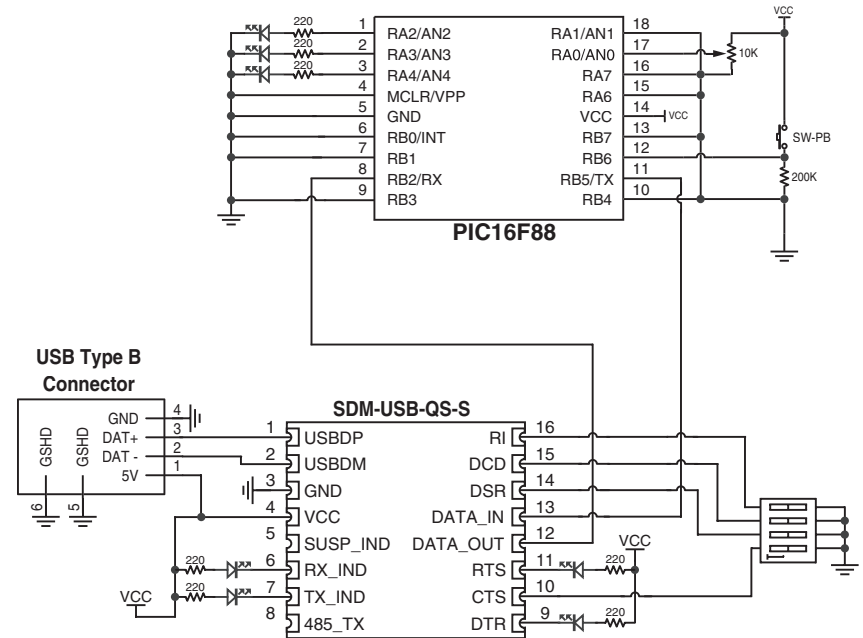 VCC
220 1 RA2/AN2 RA1/AN1 18
220 2 RA3/AN3 RA0/AN0 17 10K
220 3 RA4/AN4 RA7 16
4 MCLR/VPP RA6 15
5 GND VCC 14 VCC
6 RB0/INT RB7 13 SW-PB
7 RB1 RB6 12
8 RB2/RX RB5/TX 11 200K
9 RB3 RB4 10
PIC16F88
USB Type B
Connector
SDM-USB-QS-S
GSHD GSHD
GND 4
DAT+ 3
DAT - 2
5V 1
6 5
1 USBDP RI 16
2 USBDM DCD 15
3 GND DSR 14
4 VCC DATA_IN 13
5 SUSP_IND DATA_OUT 12 VCC
220 6 RX_IND RTS 11 220
220 7 TX_IND CTS 10
VCC 8 485_TX DTR 9 220